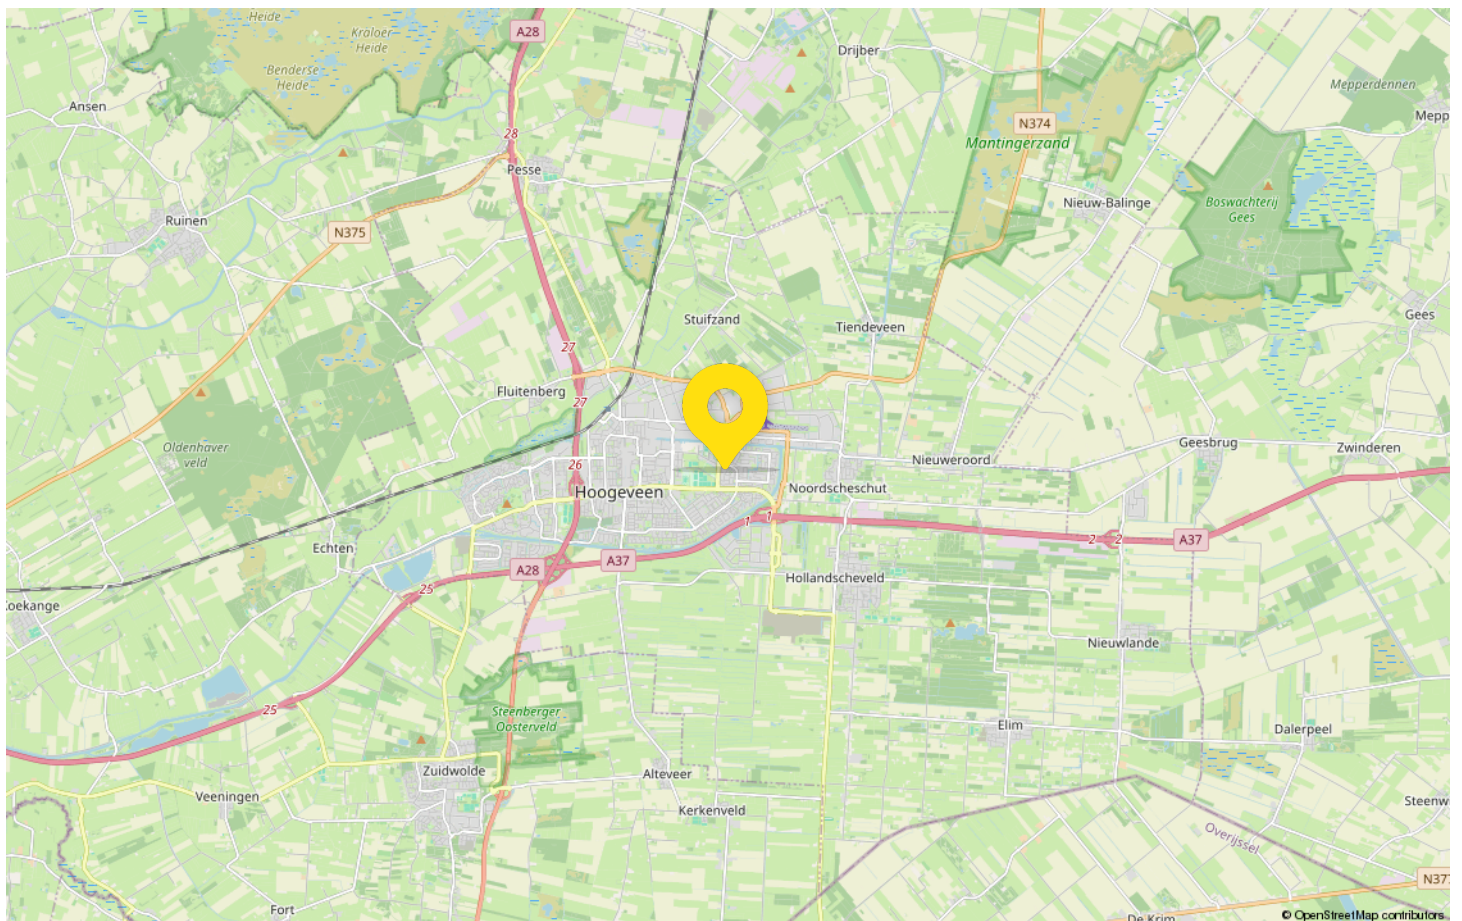 Heide
Kraloer
Heide
A28
Drijber
Benderse
Heide
Mepperdennen
Ansen
Mepp
N374
28
Mantingerzand
Pesse
Nieuw-Balinge
Boswachterij
Gees
Ruinen
N375
Stuifzand
Tiendeveen
Gees
27
Fluitenberg
27
Oldenhaver
veld
Geesbrug
Zwinderen
26
Nieuweroord
Hoogeveen
Noordscheschut
1
1
2
2
A37
Echten
A28
A37
25
Hollandscheveld
oekange
Nieuwlande
25
Steenberger
Oosterveld
Elim
Dalerpeel
Zuidwolde
Alteveer
Veeningen
Kerkenveld
Steenw
Overijssel
N377
Fort
De Krim
© OpenStreetMap contributors